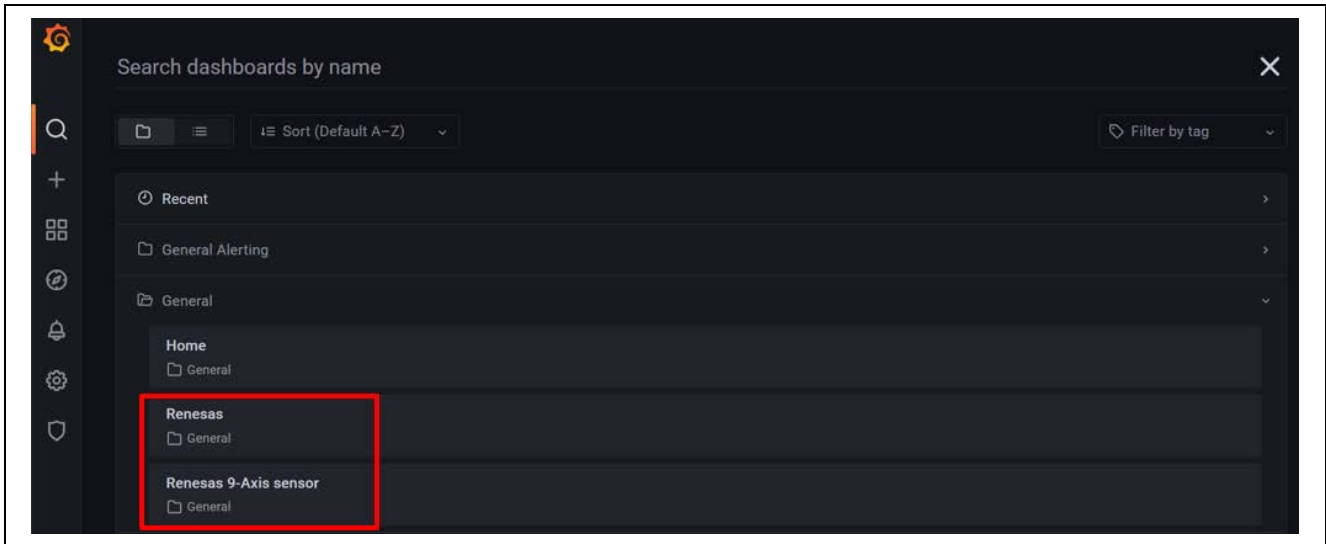 Search dashboards by name
Sort (Default A–Z)
Filter by tag
Recent
General Alerting
General
Home
General
Renesas
General
Renesas 9-Axis sensor
General